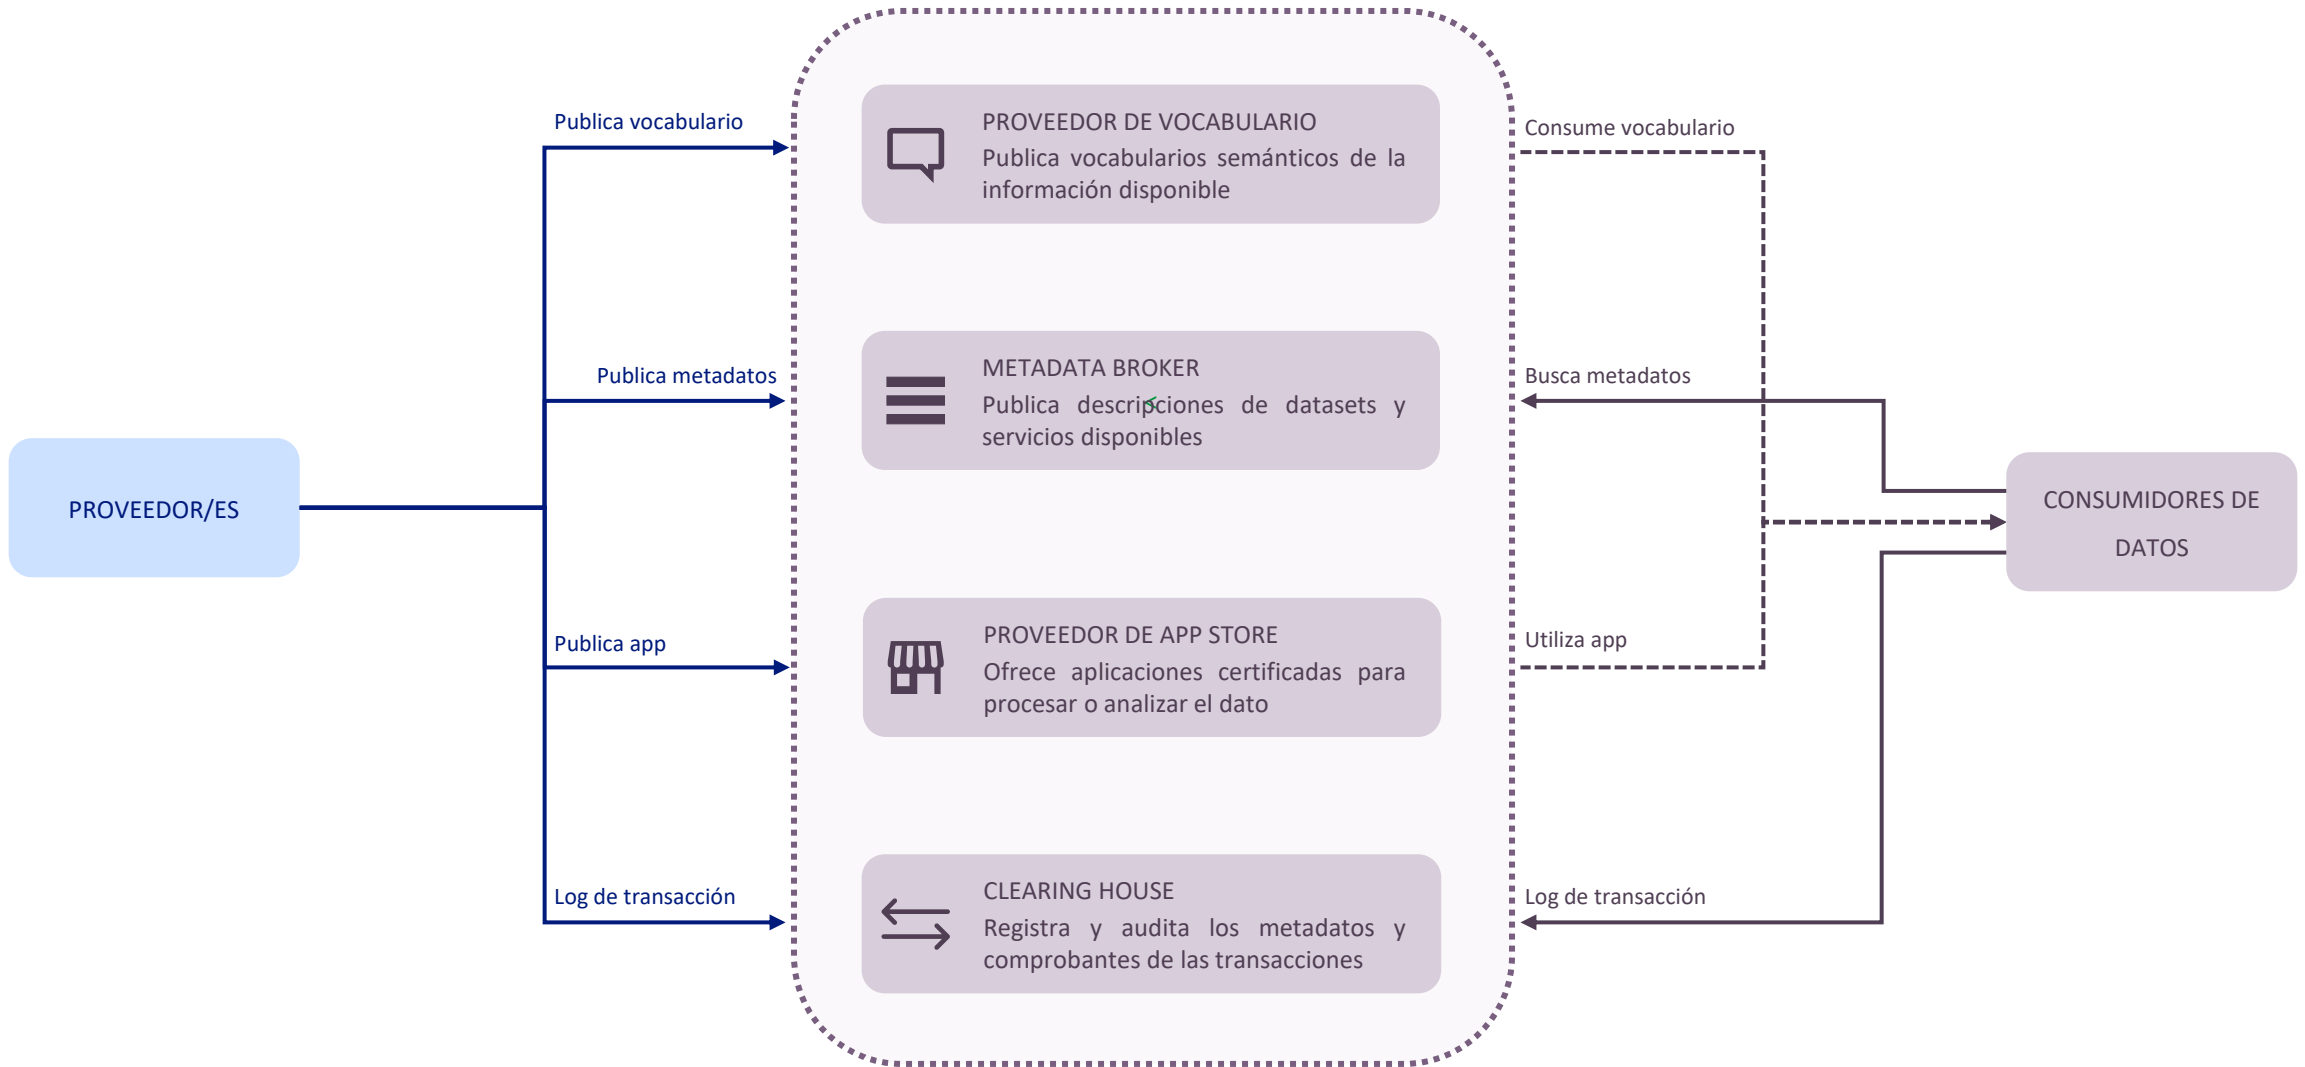 Publica vocabulario
PROVEEDOR DE VOCABULARIO
Publica vocabularios semánticos de la
información disponible
Consume vocabulario
Publica metadatos
METADATA BROKER
Publica descripciones de datasets y
servicios disponibles
Busca metadatos
PROVEEDOR/ES
CONSUMIDORES DE
DATOS
Publica app
PROVEEDOR DE APP STORE
Ofrece aplicaciones certificadas para
procesar o analizar el dato
Utiliza app
Log de transacción
CLEARING HOUSE
Registra y audita los metadatos y
comprobantes de las transacciones
Log de transacción